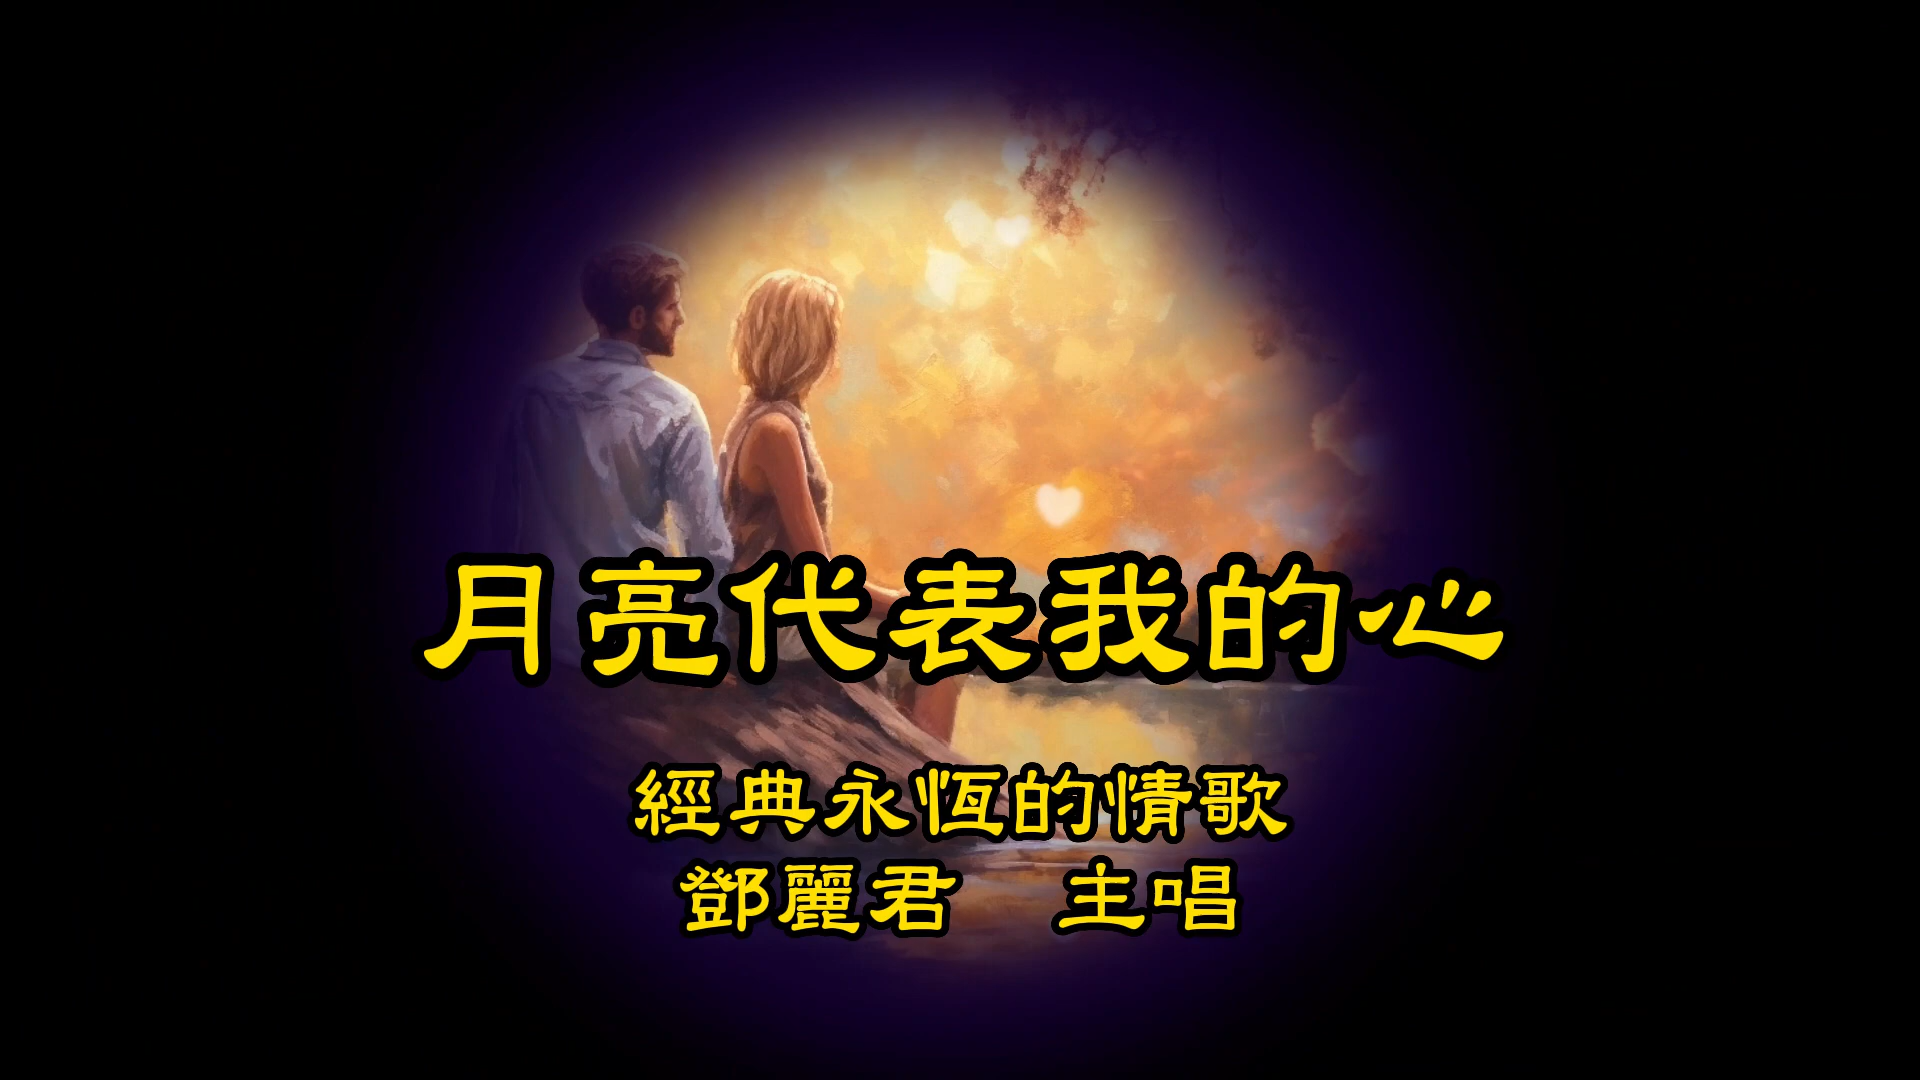 月亮代表我的心
經典永恆的情歌
鄧麗君　主唱